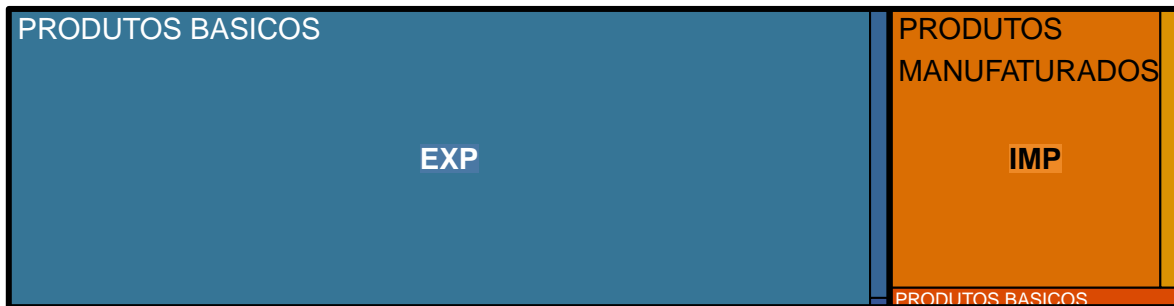 PRODUTOS BASICOS
EXP
PRODUTOS
MANUFATURADOS
IMP
PRODUTOS BASICOS